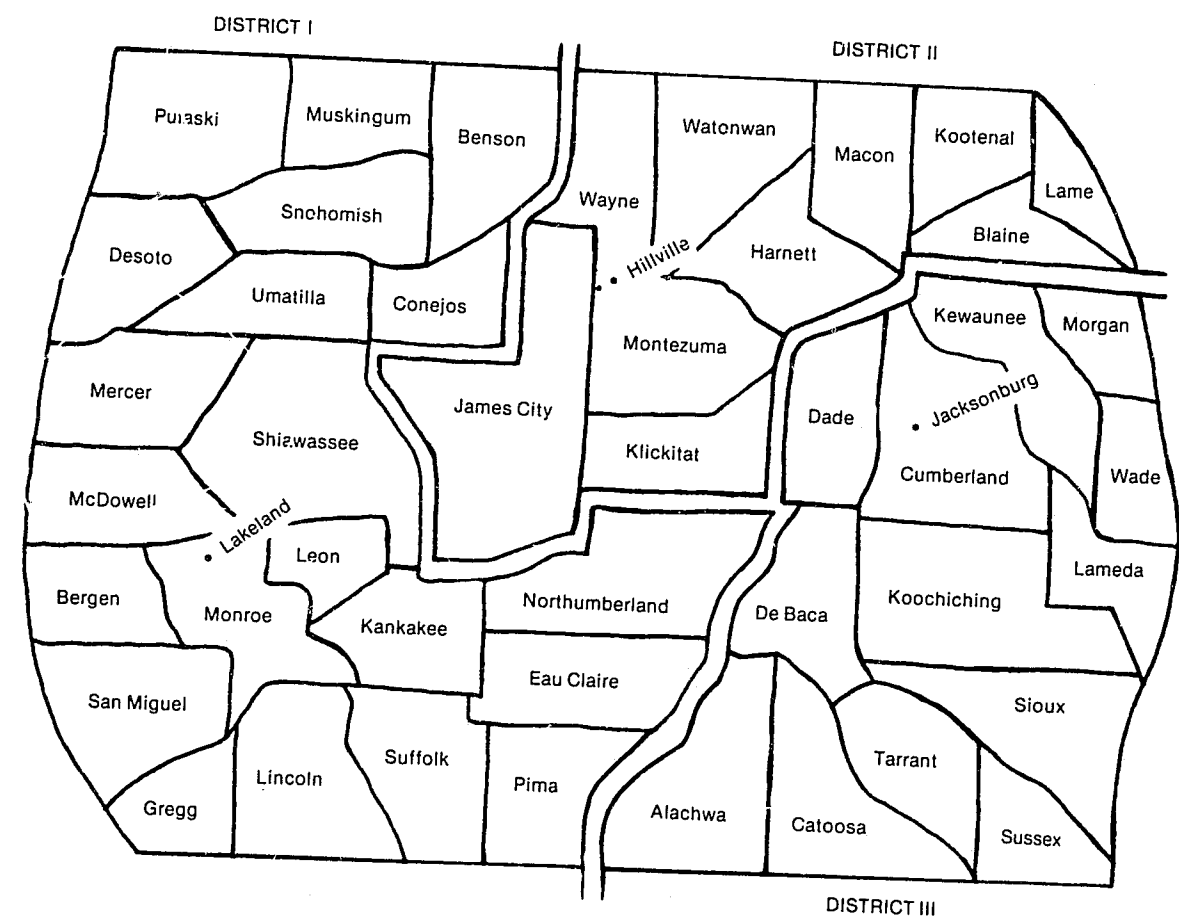 DISTRICT I
DISTRICT II
Pulaski
Muskingum
Benson
Watonwan
Macon
Kootenal
Lame
Wayne
Snohomish
Desoto
Harnett
Blaine
Hillville
Umatilla
Conejos
Kewaunee
Morgan
Montezuma
Mercer
James City
Jacksonburg
Dade
Shiawassee
Klickitat
Cumberland
Wade
McDowell
Lakeland
Leon
Lameda
Bergen
Monroe
Kankakee
Northumberland
De Baca
Koochiching
San Miguel
Eau Claire
Sioux
Lincoln
Suffolk
Pima
Tarrant
Gregg
Alachwa
Catoosa
Sussex
DISTRICT III